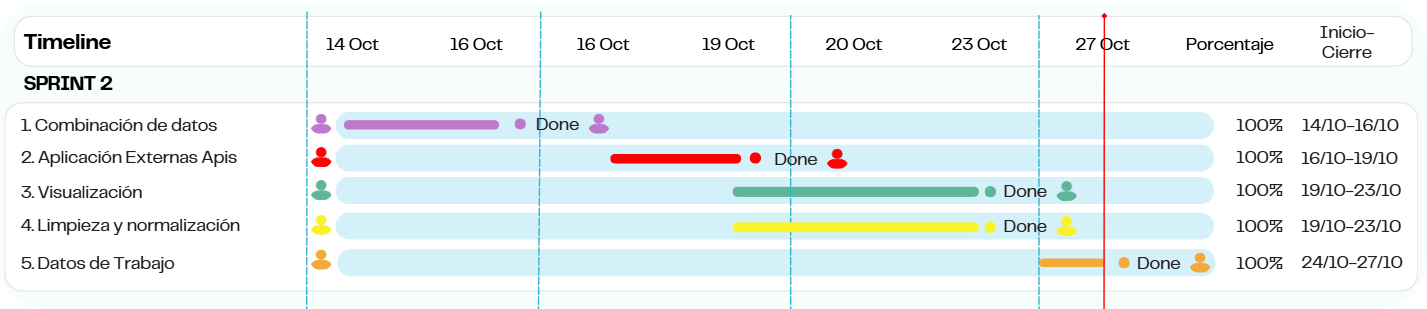 Timeline 14 Oct 16 Oct 16 Oct 19 Oct 20 Oct 23 Oct 27 Oct Porcentaje Inicio-
Cierre
SPRINT 2
1. Combinación de datos Done 100% 14/10-16/10
2. Aplicación Externas Apis Done 100% 16/10-19/10
3. Visualización Done 100% 19/10-23/10
4. Limpieza y normalización Done 100% 19/10-23/10
5. Datos de Trabajo Done 100% 24/10-27/10